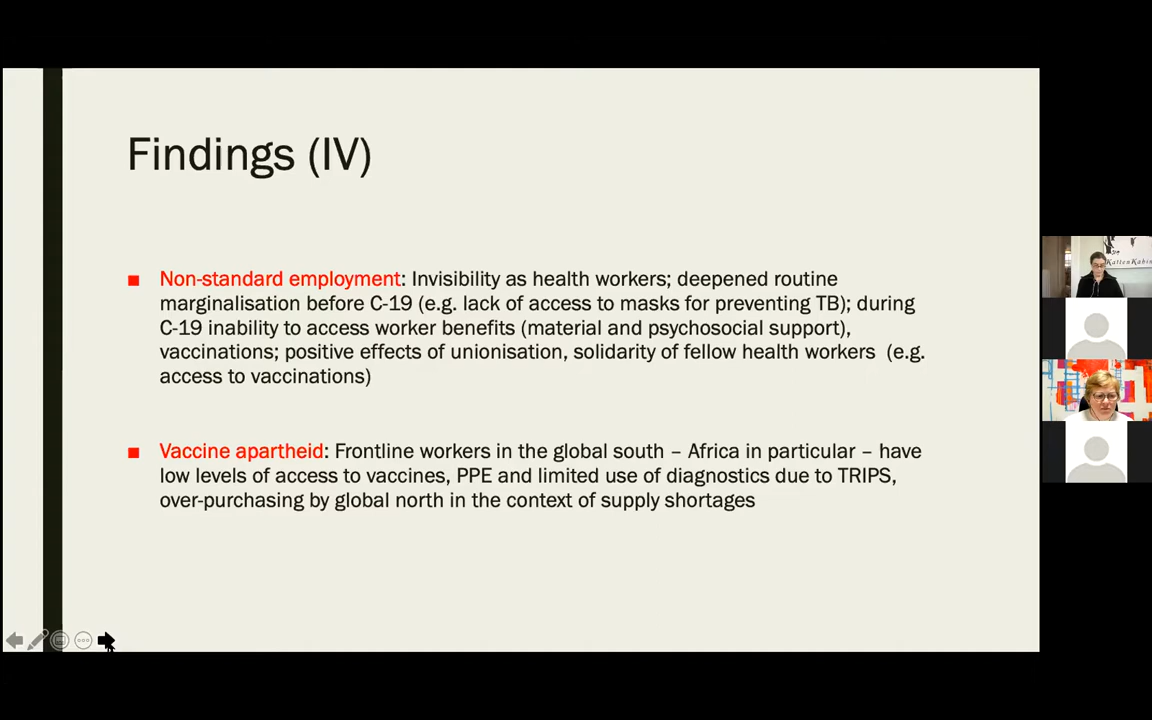 Findings (IV)
■ Non-standard employment: Invisibility as health workers; deepened routine
marginalisation before C-19 (e.g. lack of access to masks for preventing TB); during
C-19 inability to access worker benefits (material and psychosocial support),
vaccinations; positive effects of unionisation, solidarity of fellow health workers (e.g.
access to vaccinations)
■ Vaccine apartheid: Frontline workers in the global south – Africa in particular – have
low levels of access to vaccines, PPE and limited use of diagnostics due to TRIPS,
over-purchasing by global north in the context of supply shortages